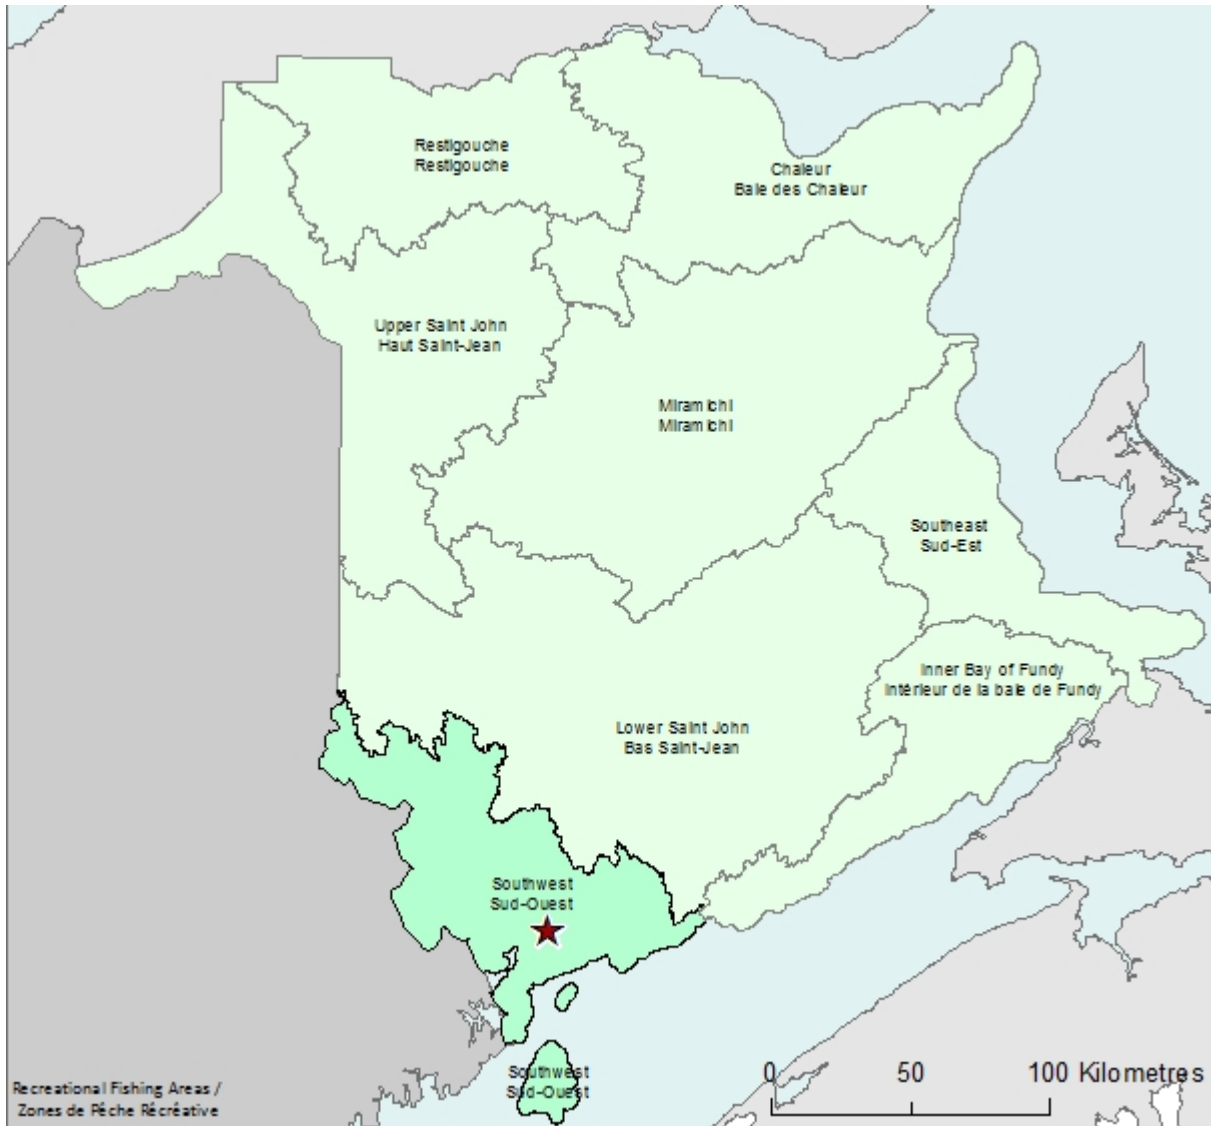 Restigouche
Restigouche
Chaleur
Baie des Chaleur
Upper Saint John
Haut Saint-Jean
Miramichi
Miramichi
Southeast
Sud-Est
Inner Bay of Fundy
Intérieur de la baie de Fundy
Lower Saint John
Bas Saint-Jean
Southwest
Sud-Ouest
Southwest
Sud-Ouest
0 50 100 Kilometres
Recreational Fishing Areas /
Zones de Pêche Récréative